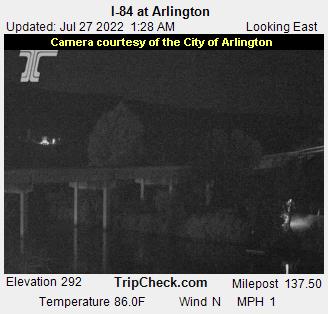 I-84 at Arlington
Updated: Jul 27 2022 1:28 AM Looking East
Camera courtesy of the City of Arlington
Elevation 292 TripCheck.com Milepost 137.50
Temperature 86.0F Wind N MPH 1